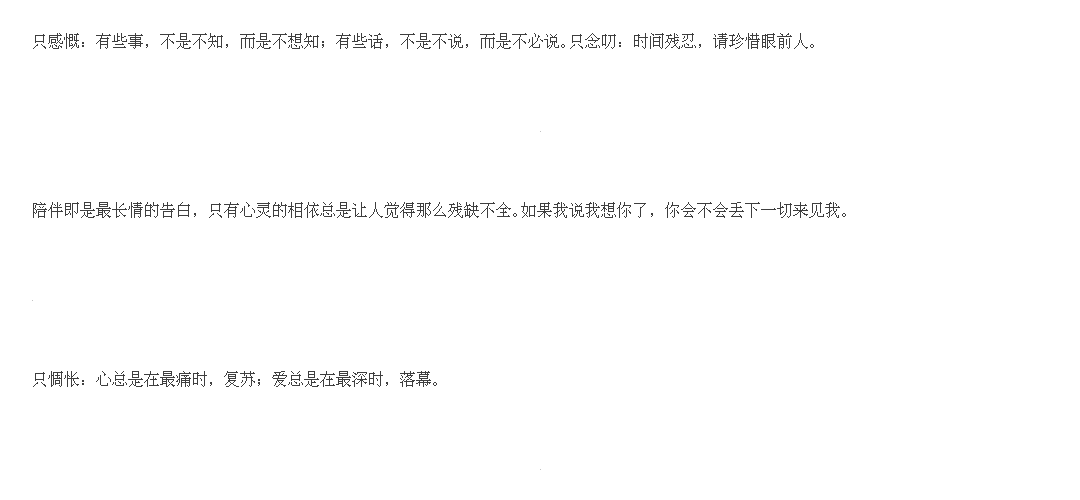 只感慨：有些事，不是不知，而是不想知；有些话，不是不说，而是不必说。只念叨：时间残忍，请珍惜眼前人。
陪伴即是最长情的告白，只有心灵的相依总是让人觉得那么残缺不全。如果我说我想你了，你会不会丢下一切来见我。
只惆怅：心总是在最痛时，复苏；爱总是在最深时，落幕。